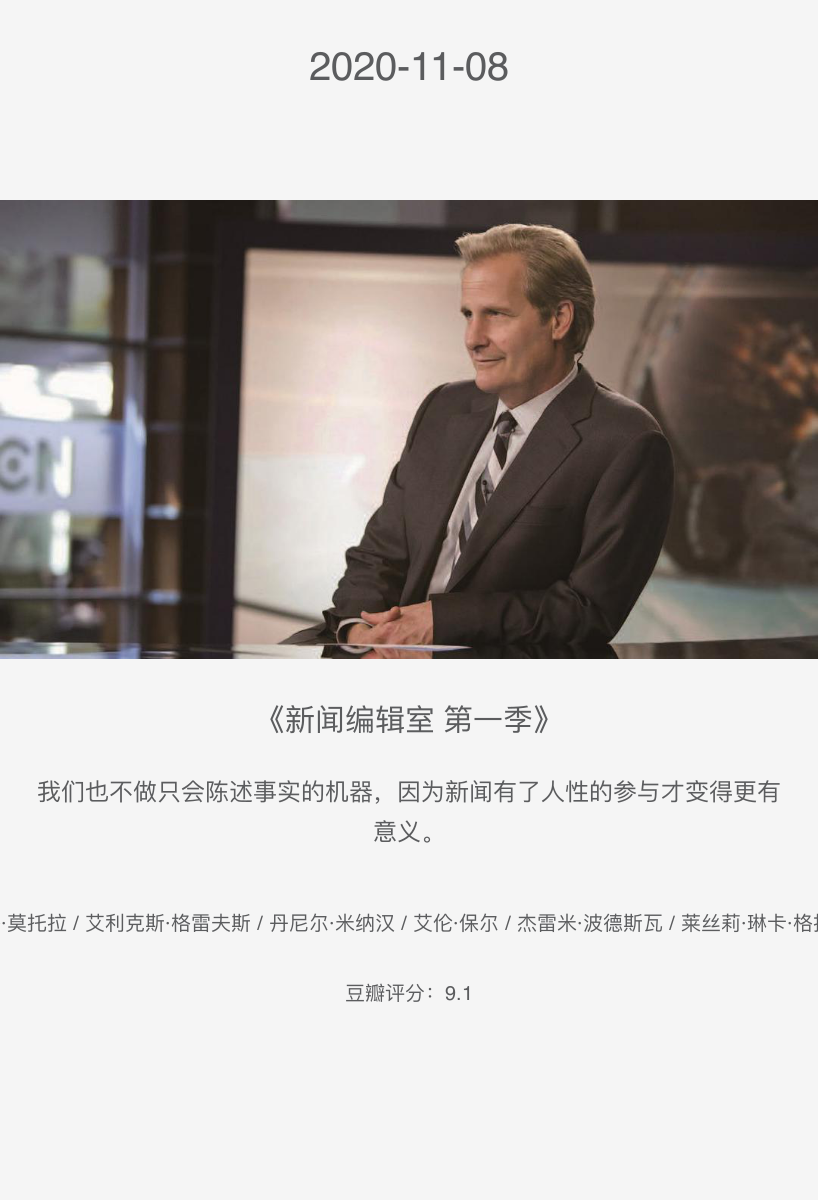 2020-11-08
CN
《新闻编辑室 第一季》
我们也不做只会陈述事实的机器，因为新闻有了人性的参与才变得更有
意义。
·莫托拉 / 艾利克斯·格雷夫斯 / 丹尼尔·米纳汉 / 艾伦·保尔 / 杰雷米·波德斯瓦 / 莱丝莉·琳卡·格
豆瓣评分：9.1